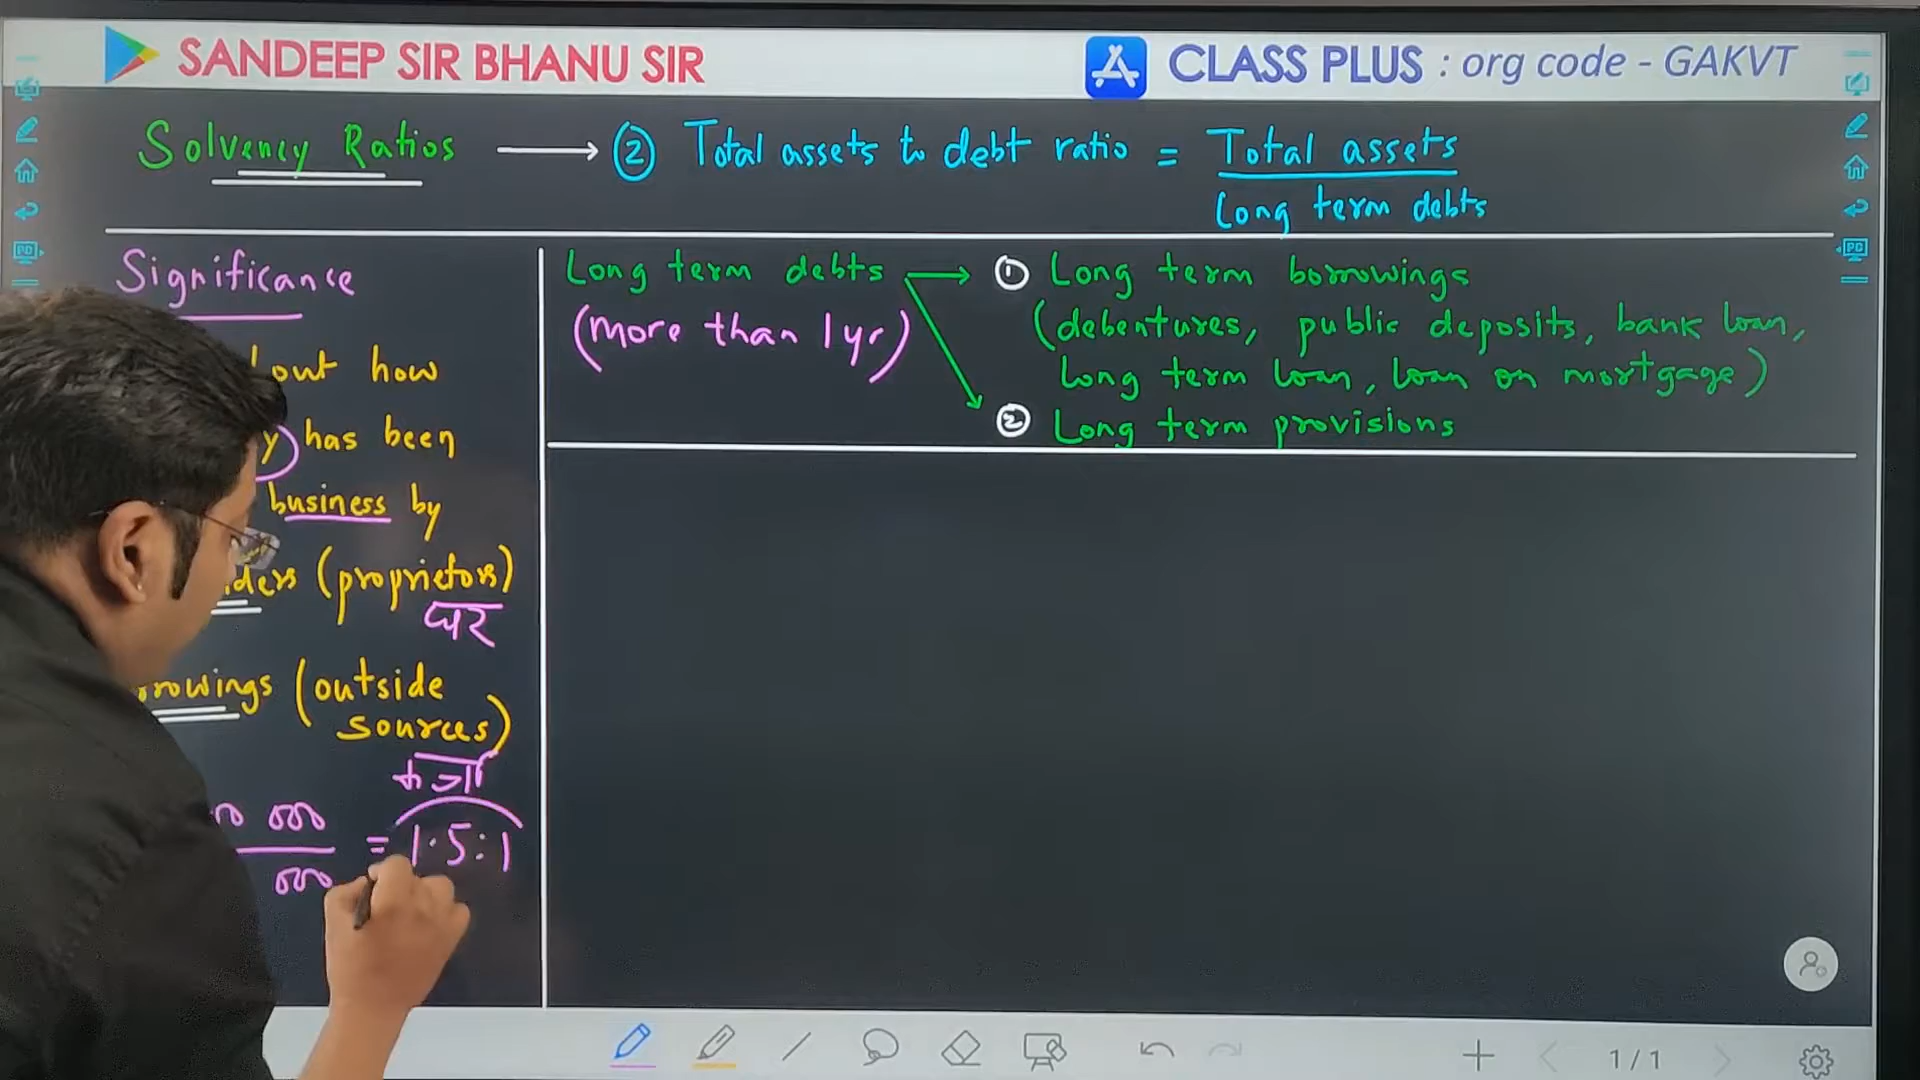 SANDEEP SIR BHANU SIR
CLASS PLUS : org code - GAKVT
Solvency Ratios → ② Total assets to debt ratio = Total assets
Long term debts
Significance
out how
has been
business by
(proprietors)
घर
(outside
sources)
000
= 1.5:1
000
Long term debts
(more than 1yr)
① Long term borrowings
(debentures, public deposits, bank loan,
Long term loan, loan on mortgage)
② Long term provisions
1/1